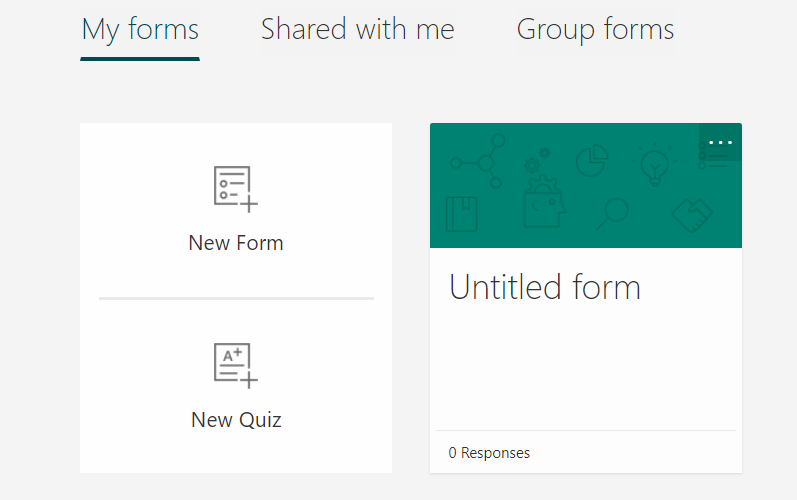 My forms
Shared with me
Group forms
New Form
A+
New Quiz
Untitled form
0 Responses